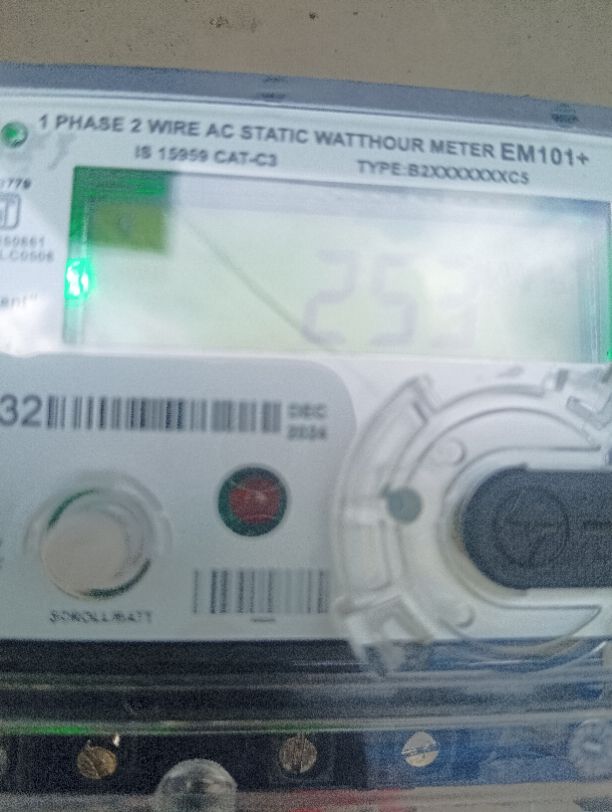 1 PHASE 2 WIRE AC STATIC WATTHOUR METER EM101+
IS 15959 CAT-C3
TYPE:B2XXXXXXXC5
253
32
DEC
2024
SCROLL/BATT